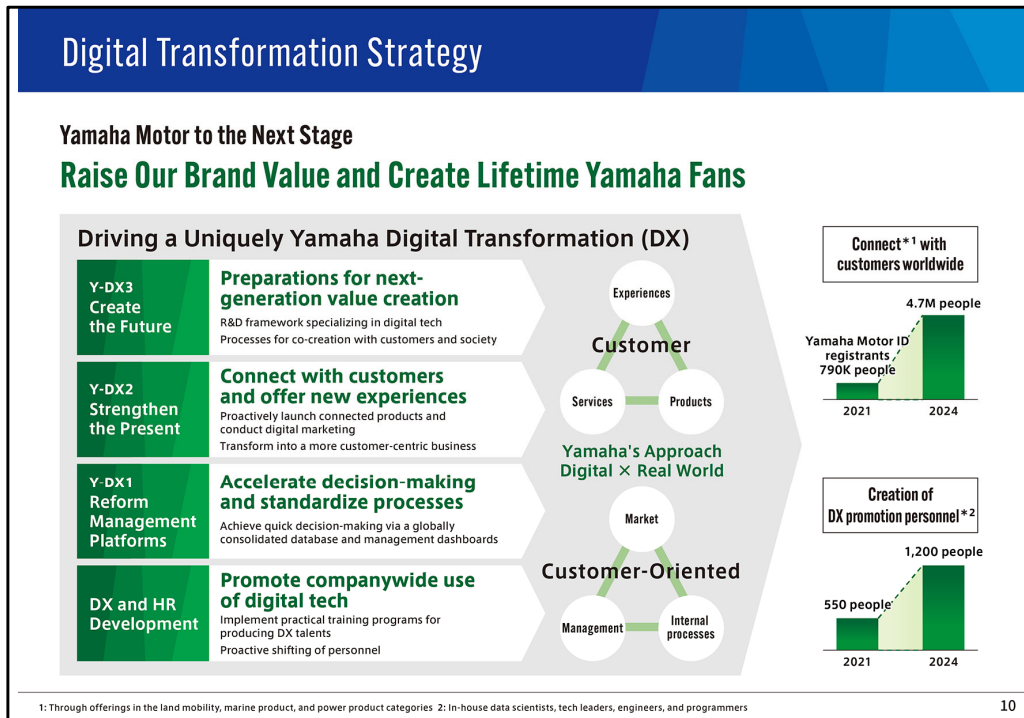 Digital Transformation Strategy
Yamaha Motor to the Next Stage
Raise Our Brand Value and Create Lifetime Yamaha Fans
Driving a Uniquely Yamaha Digital Transformation (DX)
Y-DX3
Create
the Future
Preparations for next-
generation value creation
R&D framework specializing in digital tech
Processes for co-creation with customers and society
Y-DX2
Strengthen
the Present
Connect with customers
and offer new experiences
Proactively launch connected products and
conduct digital marketing
Transform into a more customer-centric business
Y-DX1
Reform
Management
Platforms
Accelerate decision-making
and standardize processes
Achieve quick decision-making via a globally
consolidated database and management dashboards
DX and HR
Development
Promote companywide use
of digital tech
Implement practical training programs for
producing DX talents
Proactive shifting of personnel
Experiences
Customer
Services
Products
Yamaha's Approach
Digital × Real World
Market
Customer-Oriented
Management
Internal
processes
Connect*1 with
customers worldwide
4.7M people
Yamaha Motor ID
registrants
790K people
2021
2024
Creation of
DX promotion personnel*2
1,200 people
550 people
2021
2024
1: Through offerings in the land mobility, marine product, and power product categories 2: In-house data scientists, tech leaders, engineers, and programmers
10